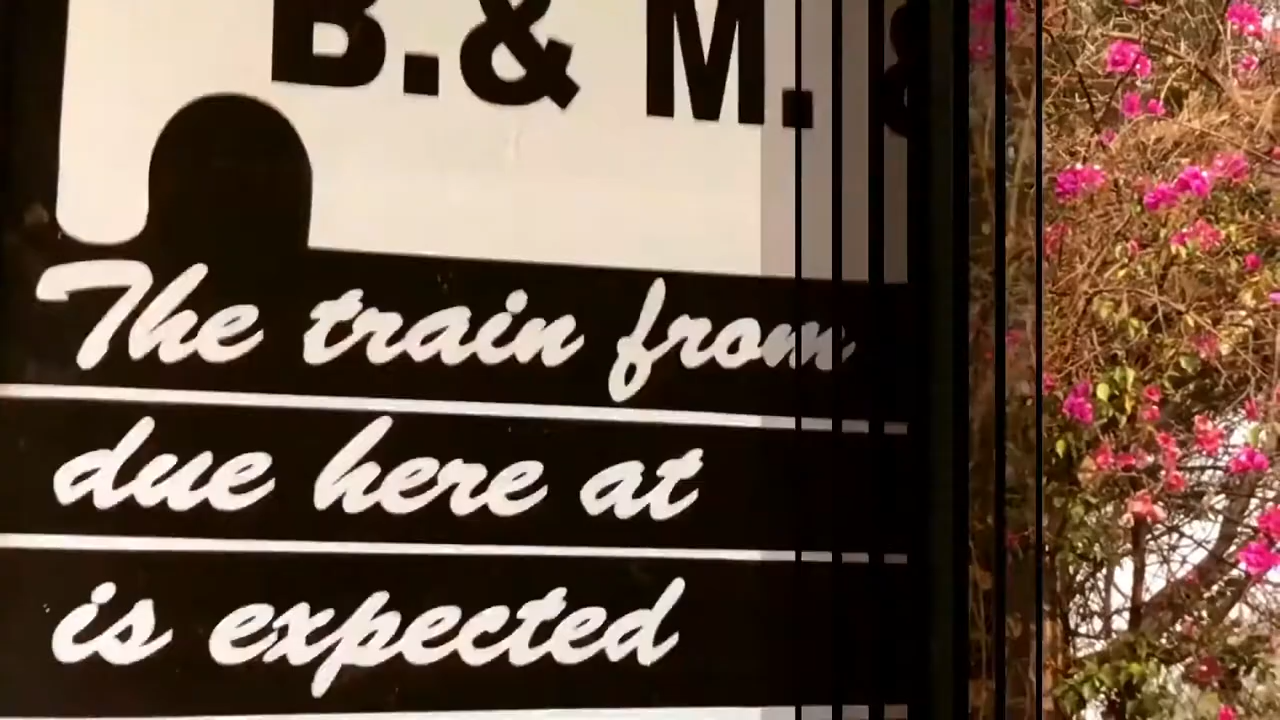 B. & M. &
The train from
due here at
is expected